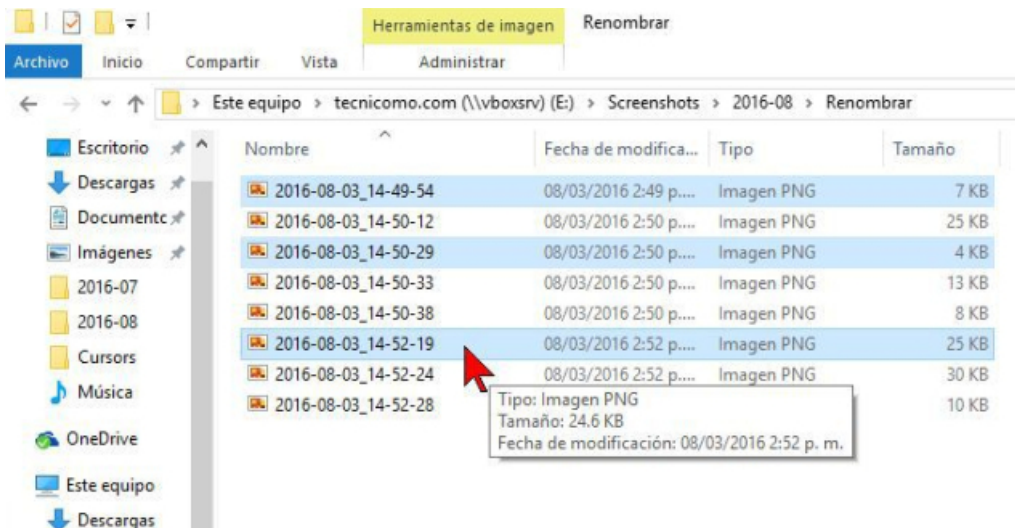 Herramientas de imagen Renombrar
Archivo Inicio Compartir Vista Administrar
Este equipo > tecnicomo.com (\\vboxsrv) (E:) > Screenshots > 2016-08 > Renombrar
Escritorio
Descargas
Documentc
Imágenes
2016-07
2016-08
Cursors
Música
OneDrive
Este equipo
Descargas
Nombre Fecha de modifica... Tipo Tamaño
2016-08-03_14-49-54 08/03/2016 2:49 p.... Imagen PNG 7 KB
2016-08-03_14-50-12 08/03/2016 2:50 p.... Imagen PNG 25 KB
2016-08-03_14-50-29 08/03/2016 2:50 p.... Imagen PNG 4 KB
2016-08-03_14-50-33 08/03/2016 2:50 p.... Imagen PNG 13 KB
2016-08-03_14-50-38 08/03/2016 2:50 p.... Imagen PNG 8 KB
2016-08-03_14-52-19 08/03/2016 2:52 p.... Imagen PNG 25 KB
2016-08-03_14-52-24 08/03/2016 2:52 p.... Imagen PNG 30 KB
2016-08-03_14-52-28 10 KB
Tipo: Imagen PNG
Tamaño: 24.6 KB
Fecha de modificación: 08/03/2016 2:52 p. m.